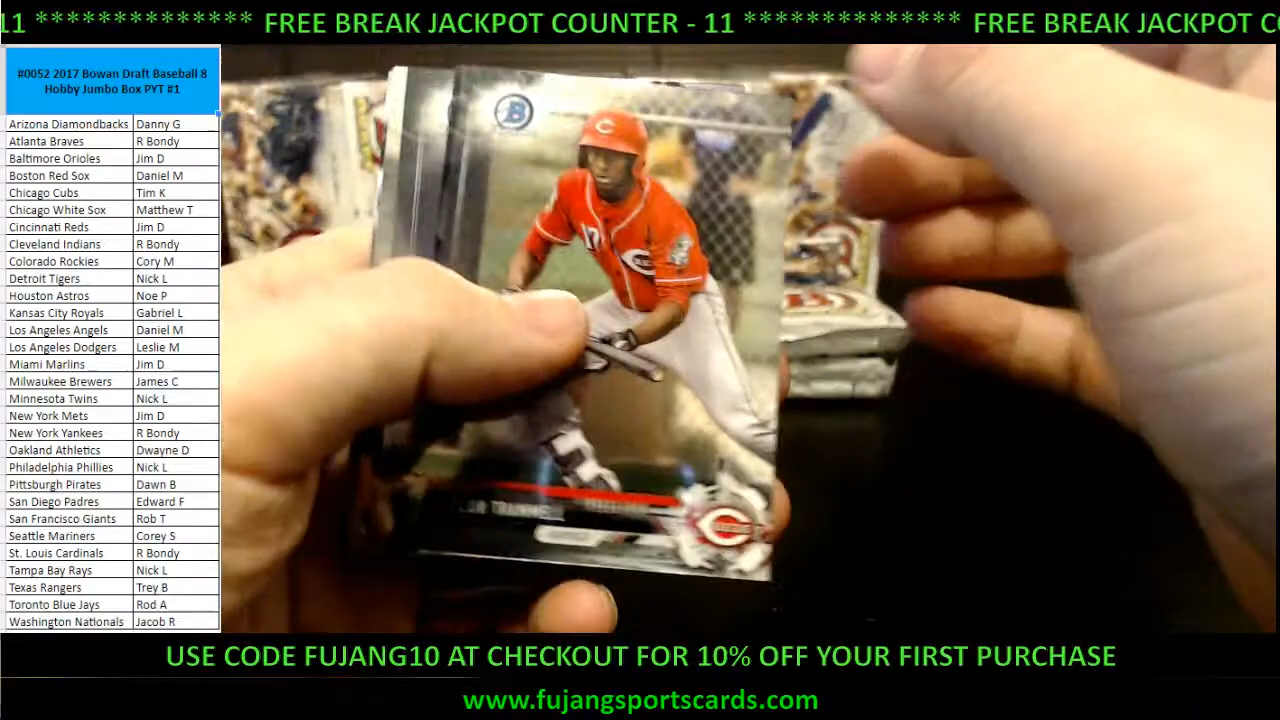 11 ************** FREE BREAK JACKPOT COUNTER - 11 ************** FREE BREAK JACKPOT
#0052 2017 Bowan Draft Baseball 8
Hobby Jumbo Box PYT #1
Arizona Diamondbacks Danny G
Atlanta Braves R Bondy
Baltimore Orioles Jim D
Boston Red Sox Daniel M
Chicago Cubs Tim K
Chicago White Sox Matthew T
Cincinnati Reds Jim D
Cleveland Indians R Bondy
Colorado Rockies Cory M
Detroit Tigers Nick L
Houston Astros Noe P
Kansas City Royals Gabriel L
Los Angeles Angels Daniel M
Los Angeles Dodgers Leslie M
Miami Marlins Jim D
Milwaukee Brewers James C
Minnesota Twins Nick L
New York Mets Jim D
New York Yankees R Bondy
Oakland Athletics Dwayne D
Philadelphia Phillies Nick L
Pittsburgh Pirates Dawn B
San Diego Padres Edward F
San Francisco Giants Rob T
Seattle Mariners Corey S
St. Louis Cardinals R Bondy
Tampa Bay Rays Nick L
Texas Rangers Trey B
Toronto Blue Jays Rod A
Washington Nationals Jacob R
B
TRAMMELL
USE CODE FUJANG10 AT CHECKOUT FOR 10% OFF YOUR FIRST PURCHASE
www.fujangsportscards.com